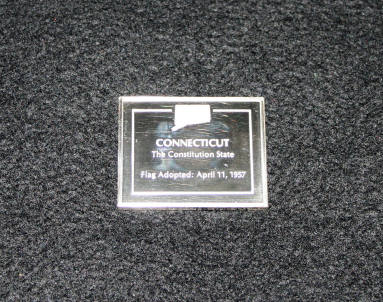 CONNECTICUT
The Constitution State
Flag Adopted: April 11, 1957